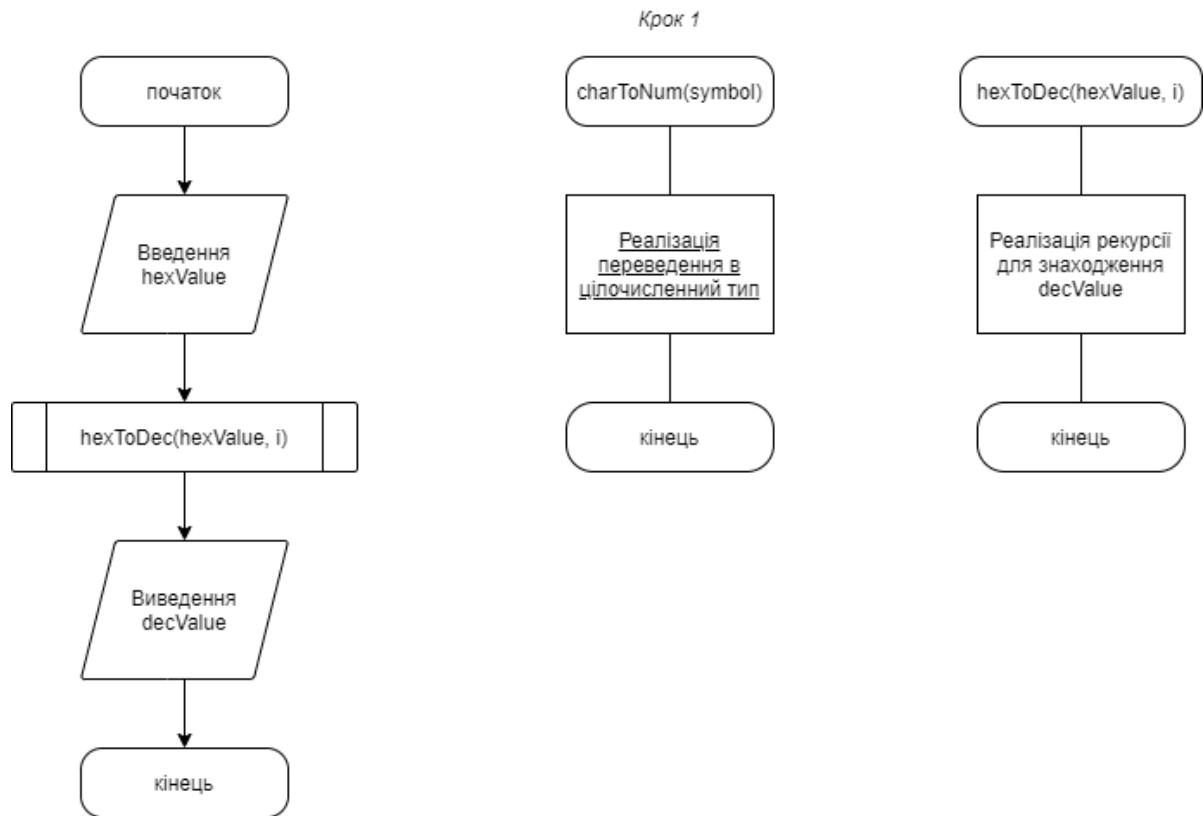 Крок 1
початок
Введення
hexValue
hexToDec(hexValue, i)
Виведення
decValue
кінець
charToNum(symbol)
Реалізація
переведення в
цілочисленний тип
кінець
hexToDec(hexValue, i)
Реалізація рекурсії
для знаходження
decValue
кінець